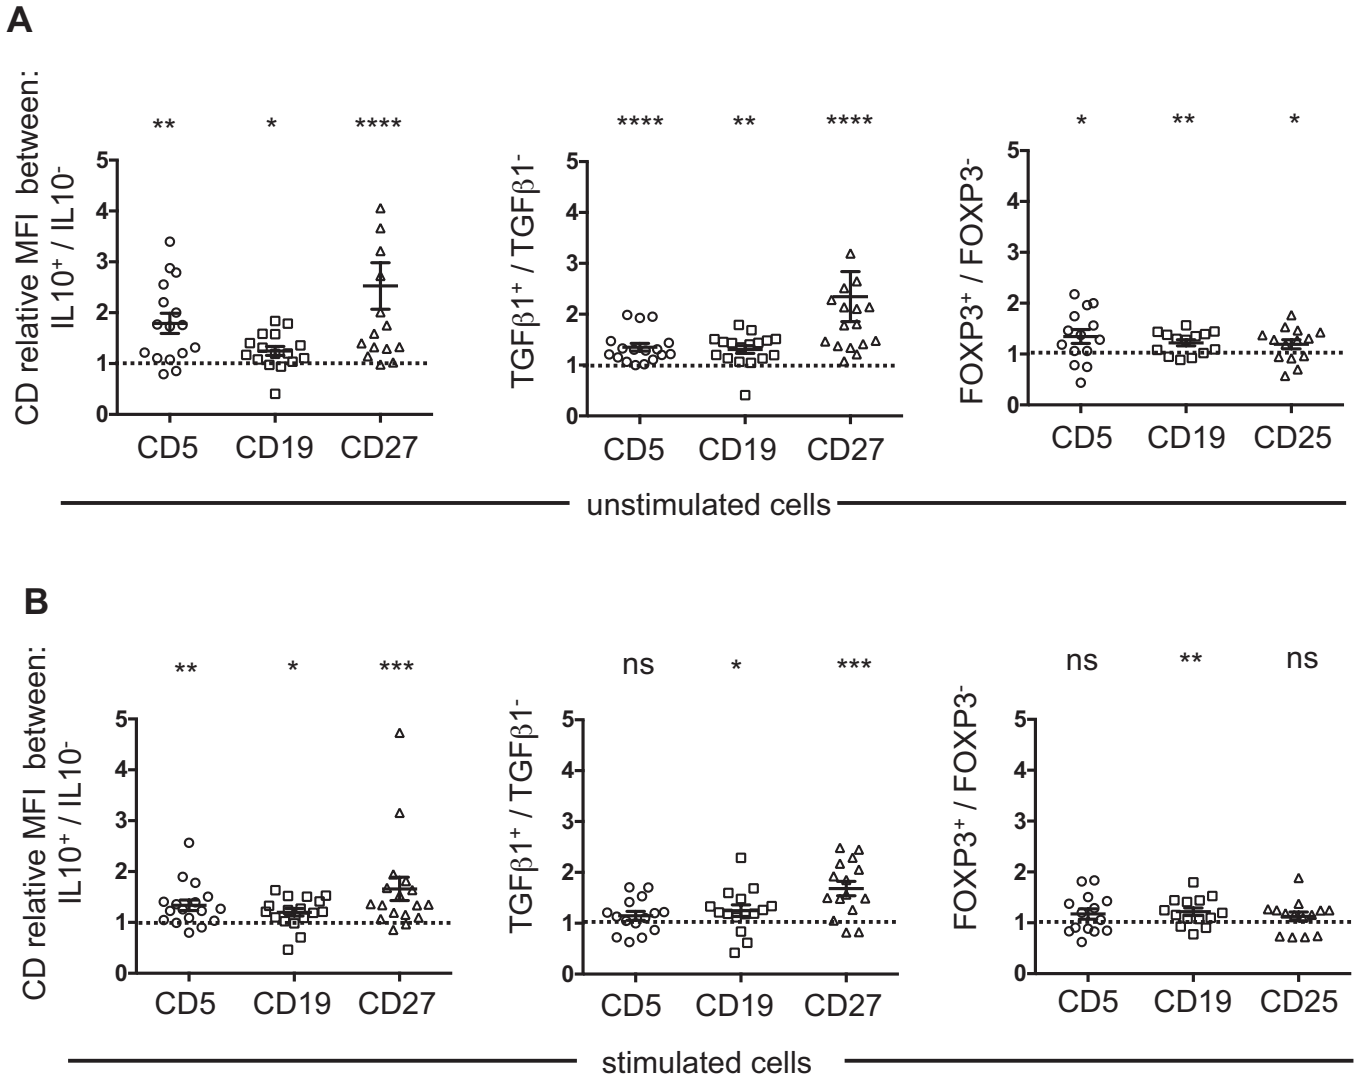 A
CD relative MFI between:
IL10⁺ / IL10⁻
** * ****
5
4
3
2
1
0
CD5 CD19 CD27
TGFβ1⁺ / TGFβ1⁻
**** ** ****
5
4
3
2
1
0
CD5 CD19 CD27
FOXP3⁺ / FOXP3⁻
* ** *
5
4
3
2
1
0
CD5 CD19 CD25
unstimulated cells
B
CD relative MFI between:
IL10⁺ / IL10⁻
** * ***
5
4
3
2
1
0
CD5 CD19 CD27
TGFβ1⁺ / TGFβ1⁻
ns * ***
5
4
3
2
1
0
CD5 CD19 CD27
FOXP3⁺ / FOXP3⁻
ns ** ns
5
4
3
2
1
0
CD5 CD19 CD25
stimulated cells